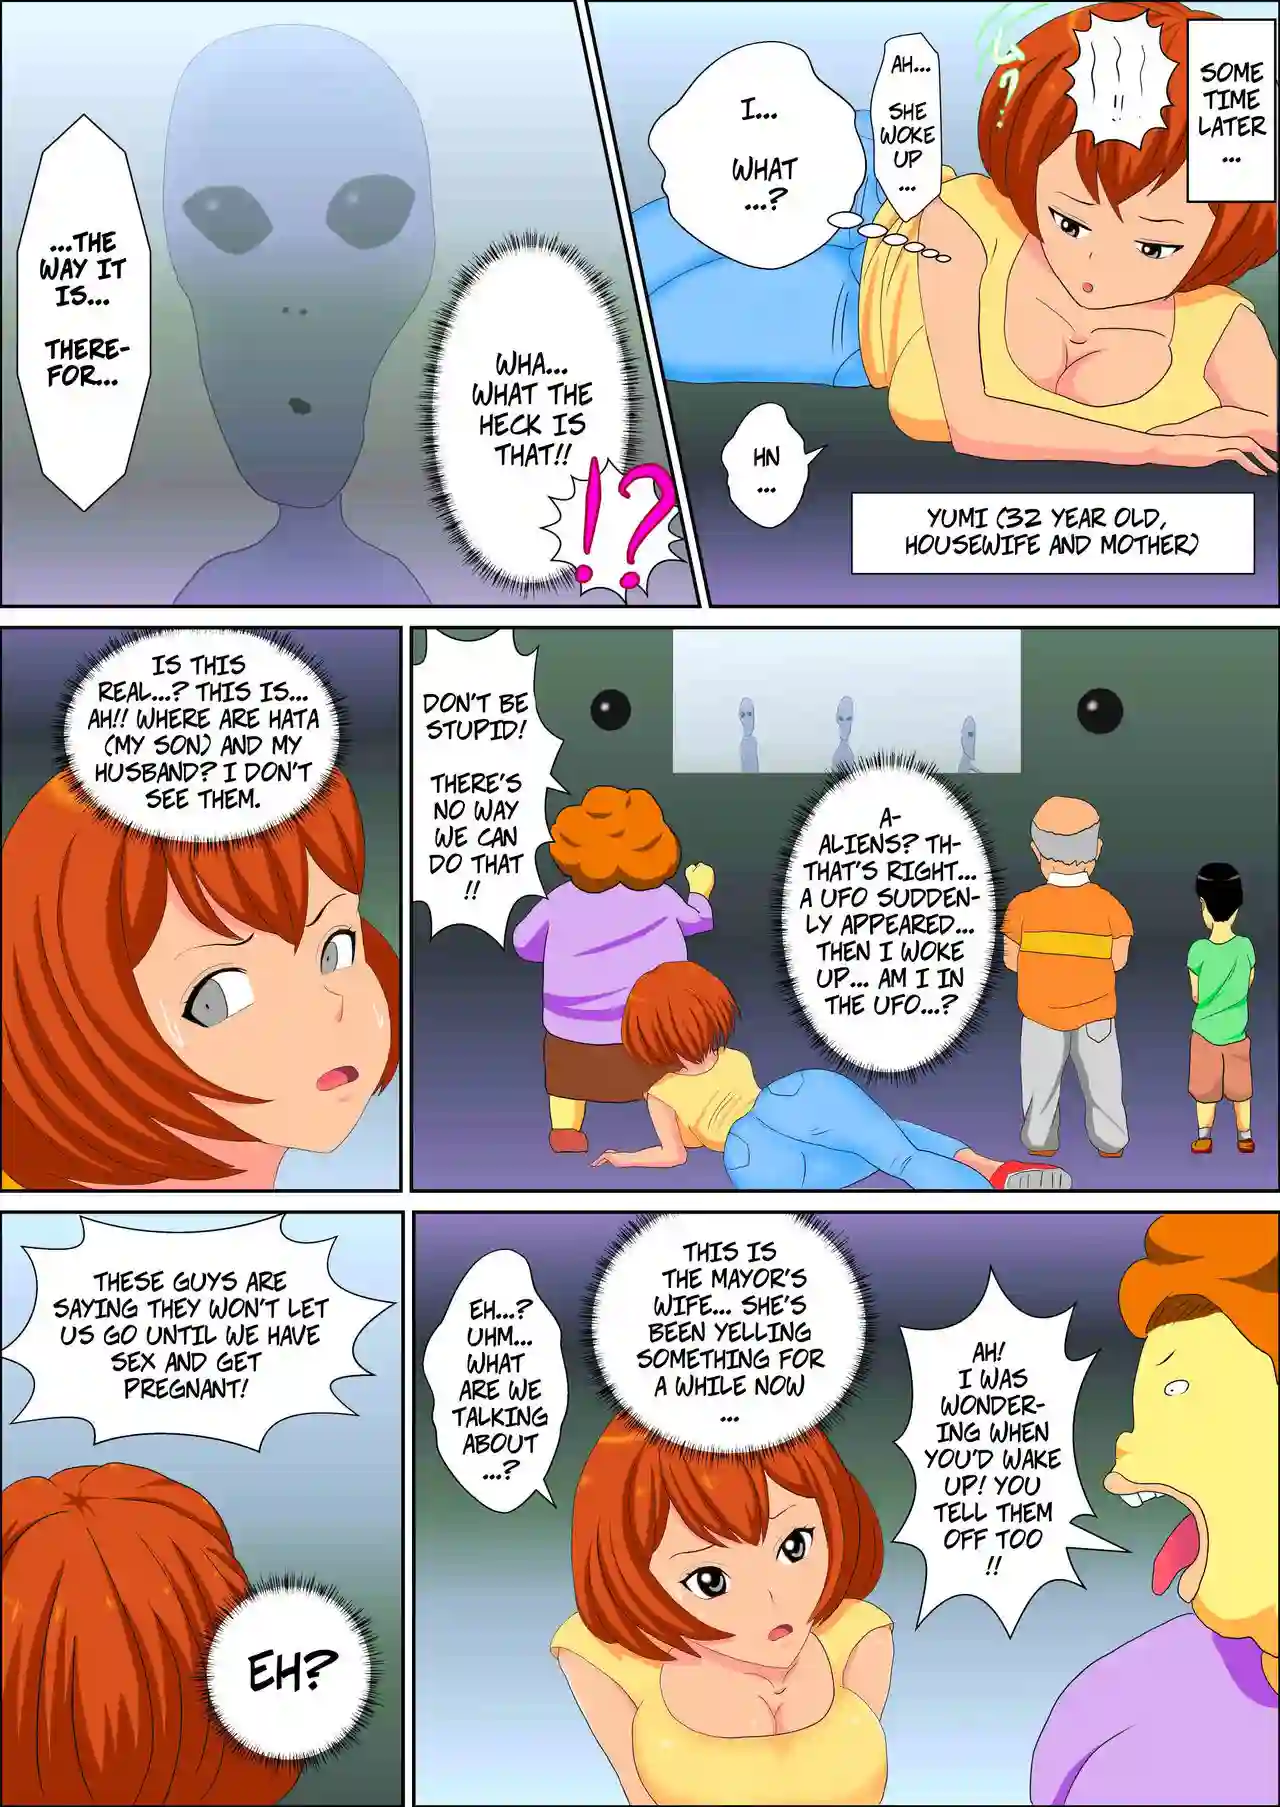 SOME
TIME
LATER
...
AH...
SHE
WOKE
UP
...
I...
WHAT
...?
HN
...
YUMI (32 YEAR OLD,
HOUSEWIFE AND MOTHER)
WHA...
WHAT THE
HECK IS
THAT!!
!?
...THE
WAY IT
IS...
THERE-
FOR...
DON'T BE
STUPID!
THERE'S
NO WAY
WE CAN
DO THAT
!!
A-
ALIENS? TH-
THAT'S RIGHT...
A UFO SUDDEN-
LY APPEARED...
THEN I WOKE
UP... AM I IN
THE UFO...?
IS THIS
REAL...? THIS IS...
AH!! WHERE ARE HATA
(MY SON) AND MY
HUSBAND? I DON'T
SEE THEM.
AH!
I WAS
WONDER-
ING WHEN
YOU'D WAKE
UP! YOU
TELL THEM
OFF TOO
!!
THIS IS
THE MAYOR'S
WIFE... SHE'S
BEEN YELLING
SOMETHING FOR
A WHILE NOW
...
EH...?
UHM...
WHAT
ARE WE
TALKING
ABOUT
...?
THESE GUYS ARE
SAYING THEY WON'T LET
US GO UNTIL WE HAVE
SEX AND GET
PREGNANT!
EH?